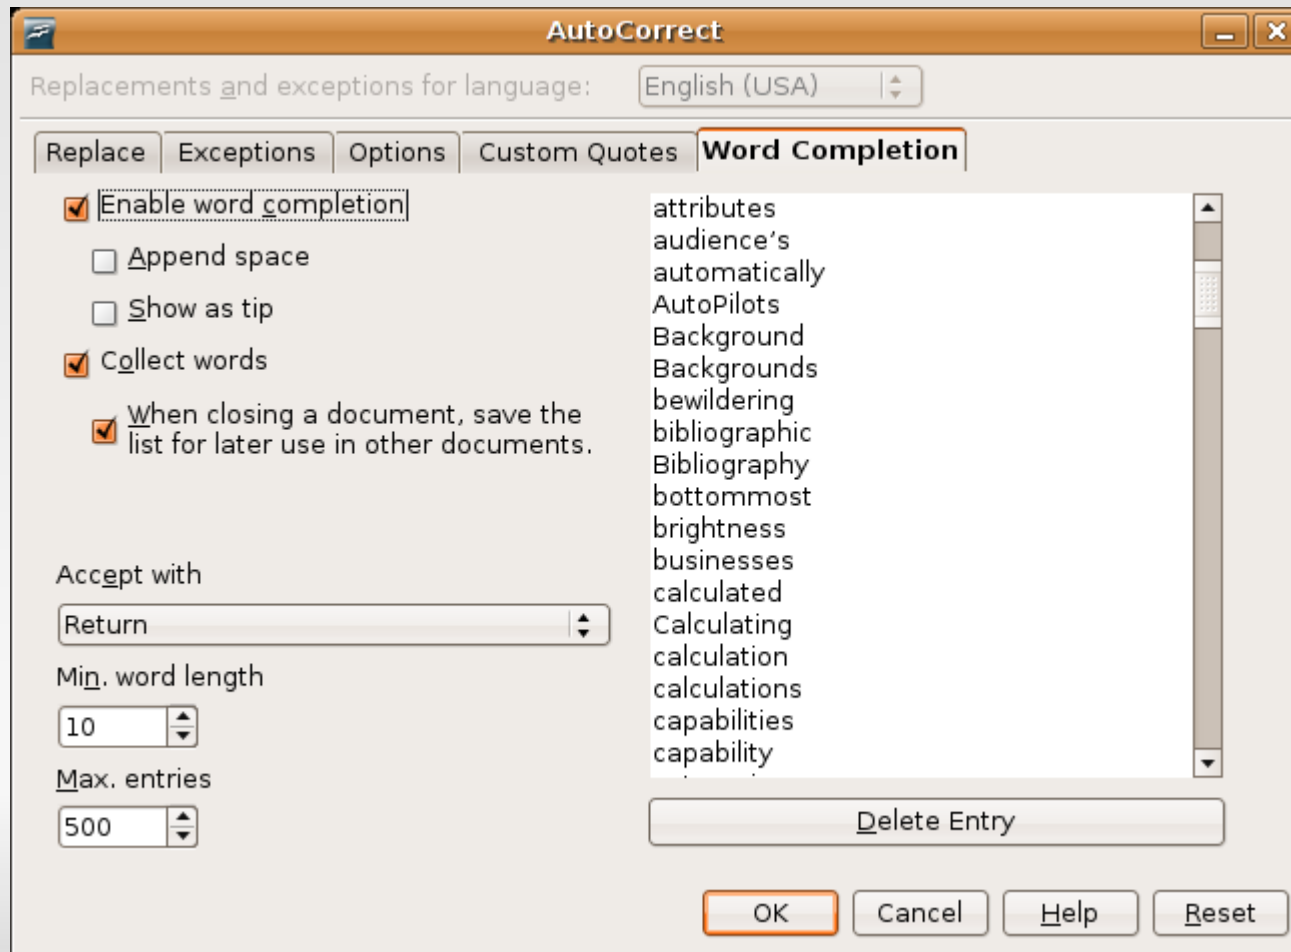 AutoCorrect
Replacements and exceptions for language: English (USA)
Replace Exceptions Options Custom Quotes Word Completion
Enable word completion
Append space
Show as tip
Collect words
When closing a document, save the
list for later use in other documents.
Accept with
Return
Min. word length
10
Max. entries
500
attributes
audience’s
automatically
AutoPilots
Background
Backgrounds
bewildering
bibliographic
Bibliography
bottommost
brightness
businesses
calculated
Calculating
calculation
calculations
capabilities
capability
Delete Entry
OK Cancel Help Reset